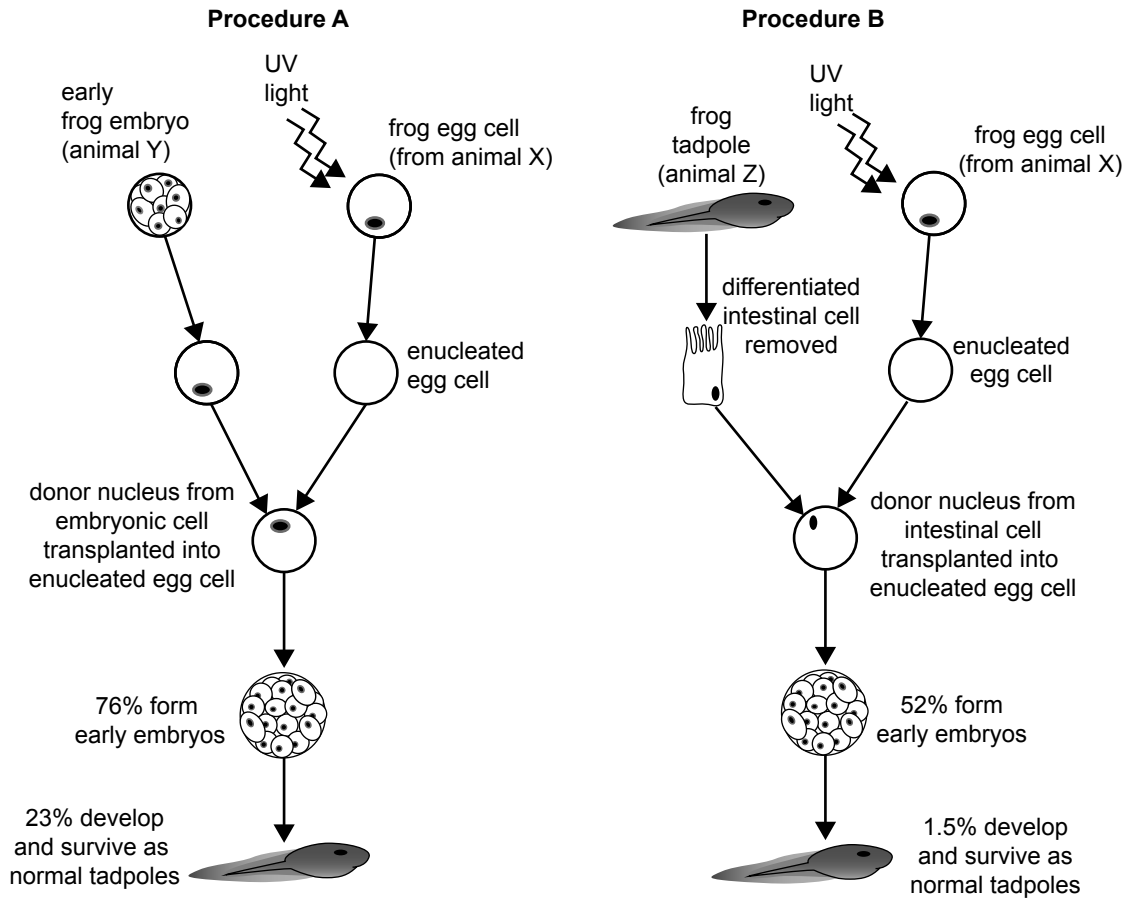 Procedure A
UV
light
early
frog embryo
(animal Y)
frog egg cell
(from animal X)
enucleated
egg cell
donor nucleus from
embryonic cell
transplanted into
enucleated egg cell
76% form
early embryos
23% develop
and survive as
normal tadpoles
Procedure B
UV
light
frog
tadpole
(animal Z)
frog egg cell
(from animal X)
differentiated
intestinal cell
removed
enucleated
egg cell
donor nucleus from
intestinal cell
transplanted into
enucleated egg cell
52% form
early embryos
1.5% develop
and survive as
normal tadpoles